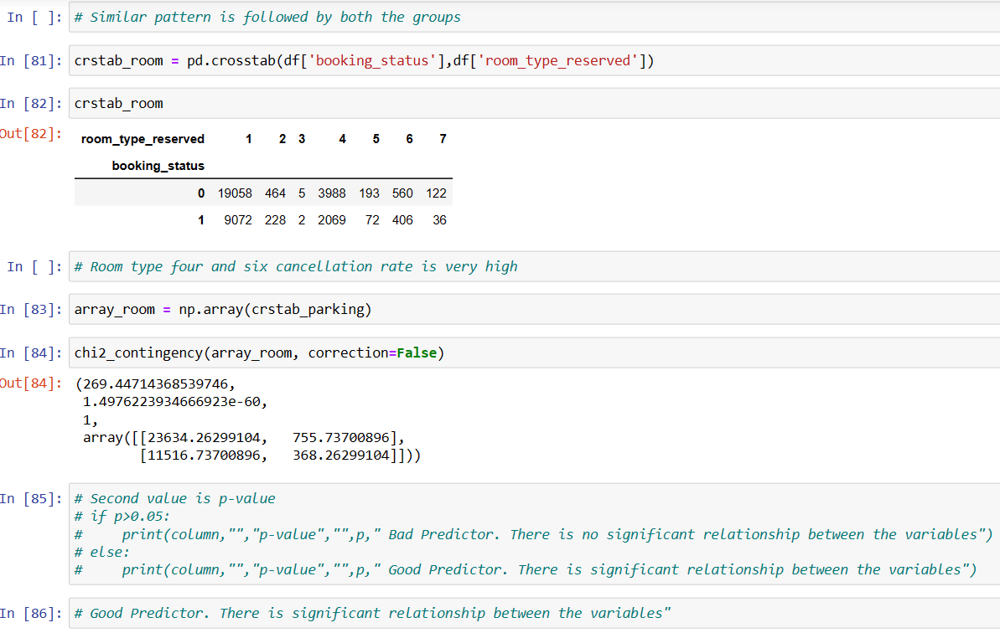 In [ ]: # Similar pattern is followed by both the groups
In [81]: crstab_room = pd.crosstab(df['booking_status'],df['room_type_reserved'])
In [82]: crstab_room
Out[82]: room_type_reserved 1 2 3 4 5 6 7
booking_status
0 19058 464 5 3988 193 560 122
1 9072 228 2 2069 72 406 36
In [ ]: # Room type four and six cancellation rate is very high
In [83]: array_room = np.array(crstab_parking)
In [84]: chi2_contingency(array_room, correction=False)
Out[84]: (269.44714368539746,
1.4976223934666923e-60,
1,
array([[23634.26299104, 755.73700896],
[11516.73700896, 368.26299104]]))
In [85]: # Second value is p-value
# if p>0.05:
#     print(column,"","p-value","",p," Bad Predictor. There is no significant relationship between the variables")
# else:
#     print(column,"","p-value","",p," Good Predictor. There is significant relationship between the variables")
In [86]: # Good Predictor. There is significant relationship between the variables"